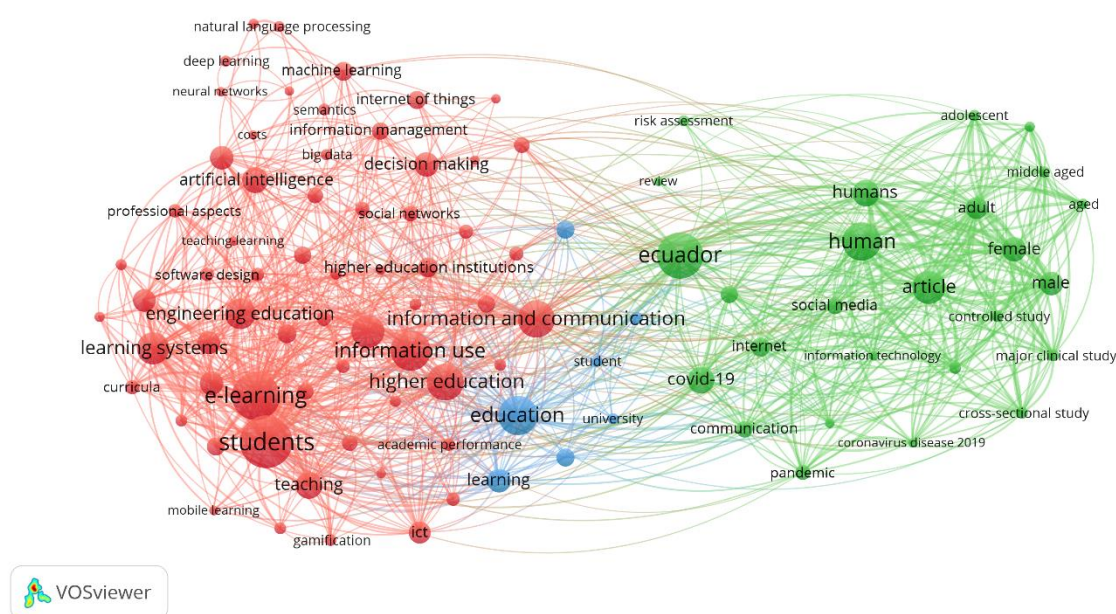 natural language processing
deep learning
machine learning
neural networks
internet of things
semantics
information management
costs
big data
decision making
artificial intelligence
professional aspects
social networks
teaching-learning
software design
higher education institutions
engineering education
information and communication
learning systems
information use
curricula
higher education
e-learning
students
academic performance
teaching
mobile learning
gamification
ict
student
education
university
learning
risk assessment
adolescent
review
middle aged
humans
aged
adult
human
ecuador
female
article
male
social media
controlled study
internet
information technology
major clinical study
covid-19
cross-sectional study
communication
coronavirus disease 2019
pandemic
VOSviewer